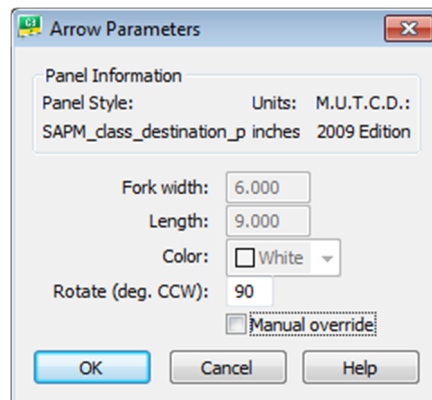 Arrow Parameters
Panel Information
Panel Style: Units: M.U.T.C.D.:
SAPM_class_destination_p inches 2009 Edition
Fork width: 6.000
Length: 9.000
Color: White
Rotate (deg. CCW): 90
Manual override
OK Cancel Help